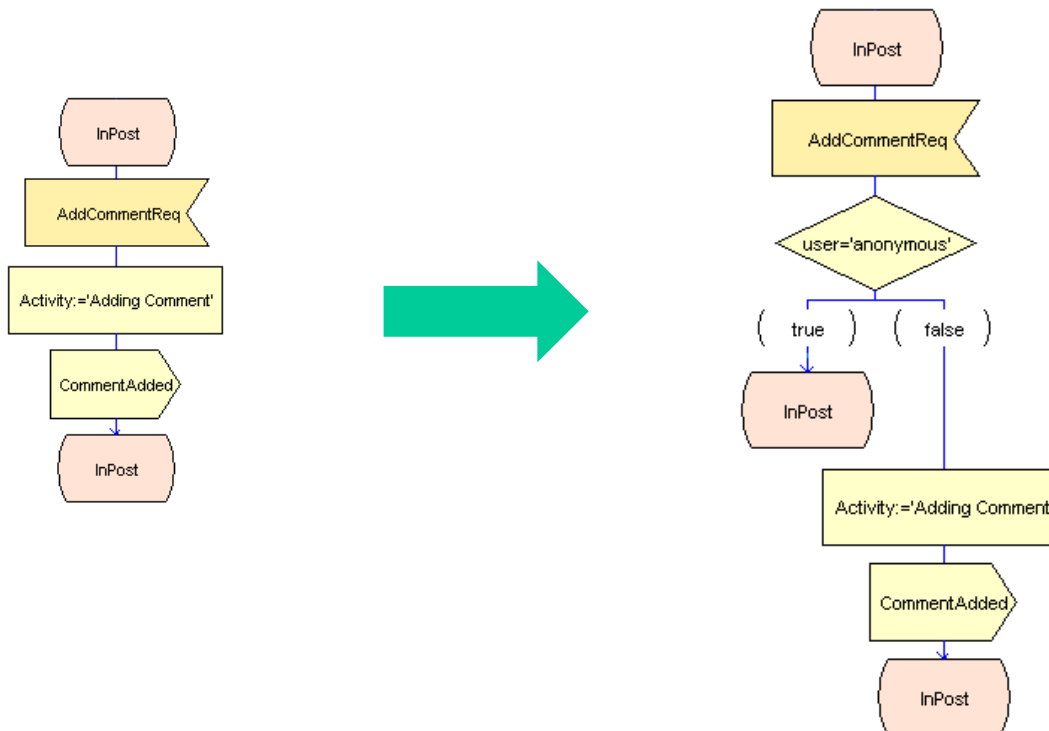 InPost
AddCommentReq
Activity:='Adding Comment'
CommentAdded
InPost
InPost
AddCommentReq
user='anonymous'
( true ) ( false )
InPost
Activity:='Adding Comment
CommentAdded
InPost